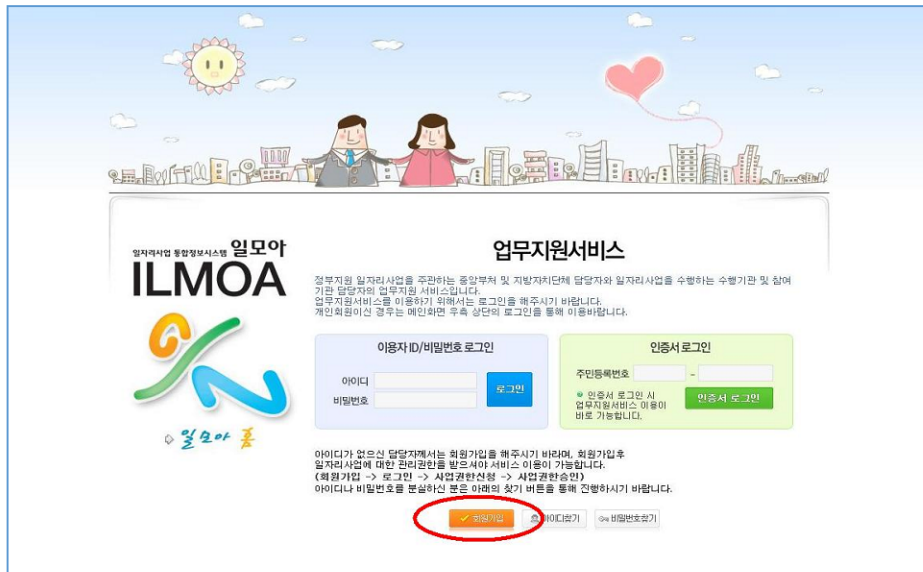 일자리사업 통합정보시스템 일모아
ILMOA
일모아 홈
업무지원서비스
정부지원 일자리사업을 주관하는 중앙부처 및 지방자치단체 담당자와 일자리사업을 수행하는 수행기관 및 참여
기관 담당자의 업무지원 서비스입니다.
업무지원서비스를 이용하기 위해서는 로그인을 해주시기 바랍니다.
개인회원이신 경우는 메인화면 우측 상단의 로그인을 통해 이용바랍니다.
이용자 ID/비밀번호 로그인
아이디
비밀번호
로그인
인증서 로그인
주민등록번호 -
인증서 로그인 시
업무지원서비스 이용이
바로 가능합니다.
인증서 로그인
아이디가 없으신 담당자께서는 회원가입을 해주시기 바라며, 회원가입후
일자리사업에 대한 관리권한을 받으셔야 서비스 이용이 가능합니다.
(회원가입 -> 로그인 -> 사업권한신청 -> 사업권한승인)
아이디나 비밀번호를 분실하신 분은 아래의 찾기 버튼을 통해 진행하시기 바랍니다.
회원가입 아이디찾기 비밀번호찾기